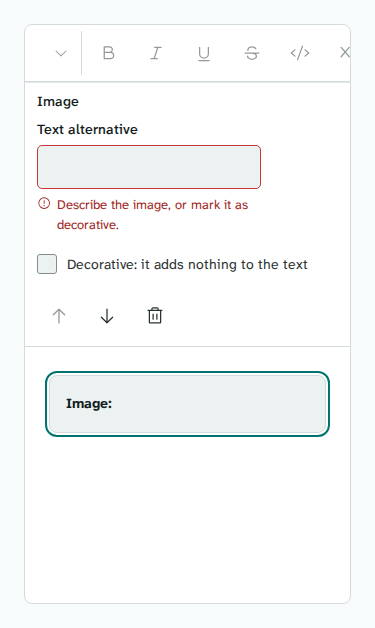 B I U S </> X
Image
Text alternative
Describe the image, or mark it as
decorative.
Decorative: it adds nothing to the text
Image: